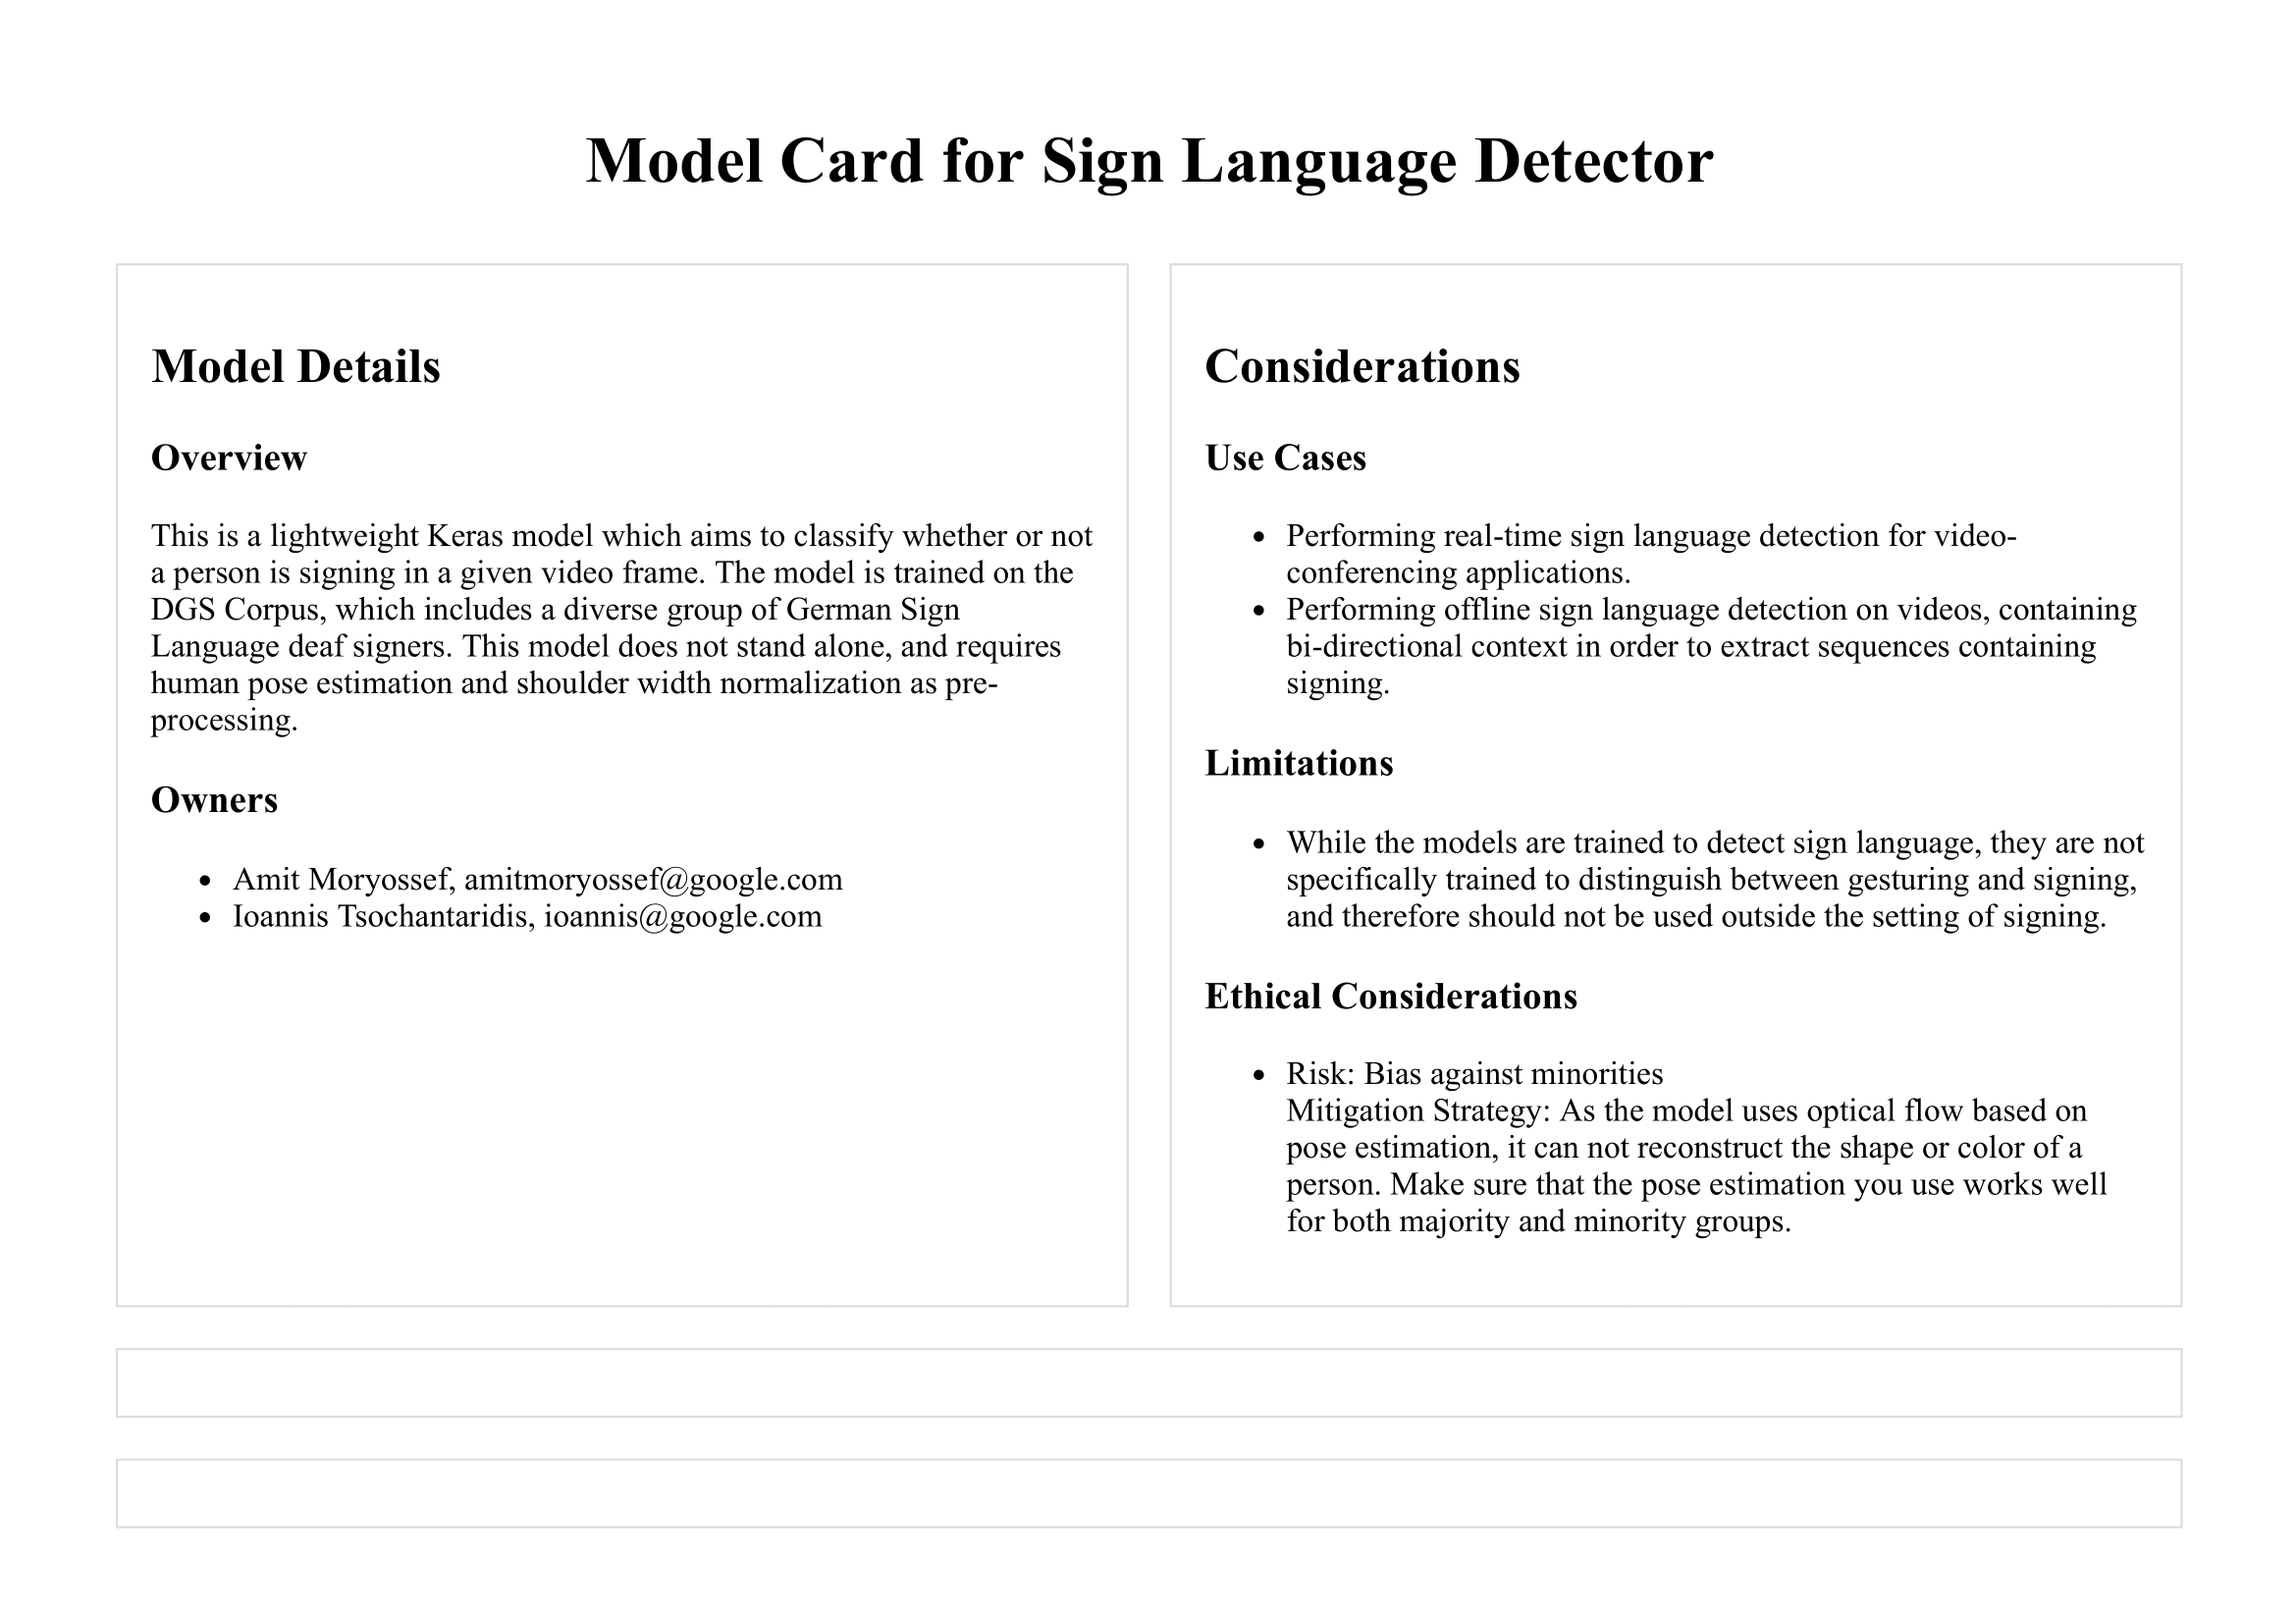 Model Card for Sign Language Detector
Model Details
Overview
This is a lightweight Keras model which aims to classify whether or not
a person is signing in a given video frame. The model is trained on the
DGS Corpus, which includes a diverse group of German Sign
Language deaf signers. This model does not stand alone, and requires
human pose estimation and shoulder width normalization as pre-
processing.
Owners
• Amit Moryossef, amitmoryossef@google.com
• Ioannis Tsochantaridis, ioannis@google.com
Considerations
Use Cases
• Performing real-time sign language detection for video-
conferencing applications.
• Performing offline sign language detection on videos, containing
bi-directional context in order to extract sequences containing
signing.
Limitations
• While the models are trained to detect sign language, they are not
specifically trained to distinguish between gesturing and signing,
and therefore should not be used outside the setting of signing.
Ethical Considerations
• Risk: Bias against minorities
Mitigation Strategy: As the model uses optical flow based on
pose estimation, it can not reconstruct the shape or color of a
person. Make sure that the pose estimation you use works well
for both majority and minority groups.